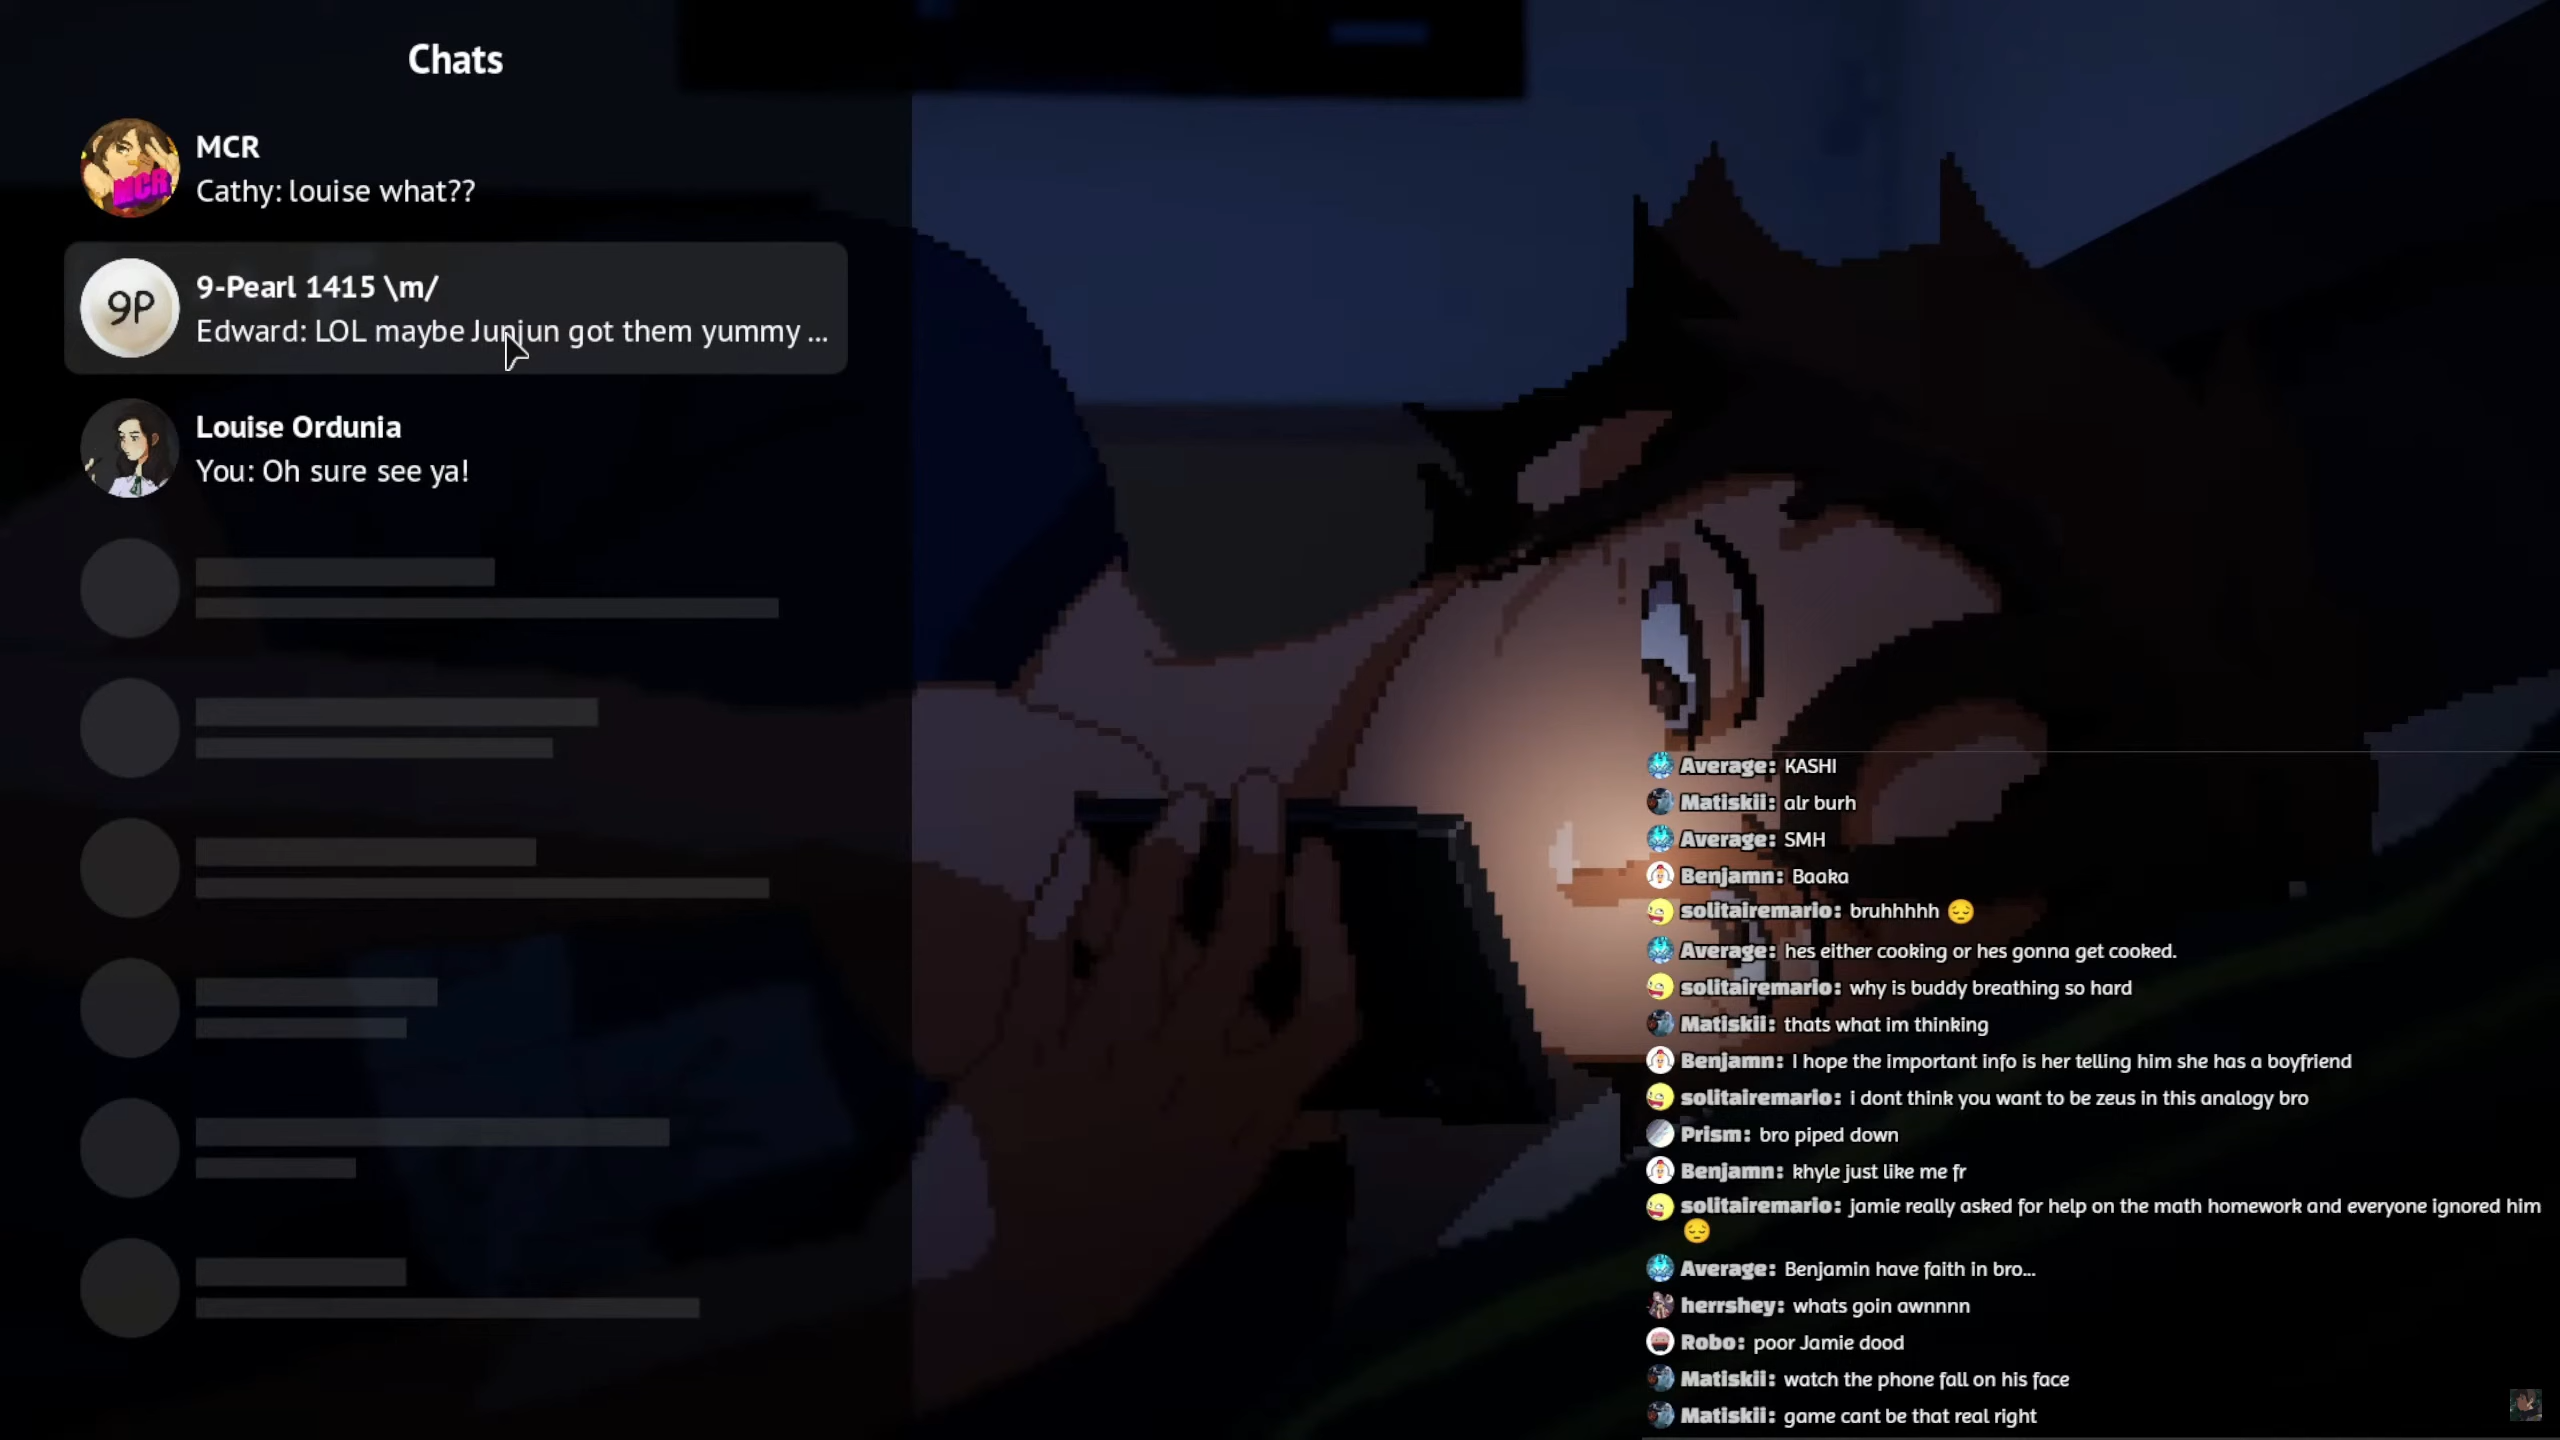 Chats
MCR
MCR
Cathy: louise what??
9P
9-Pearl 1415 \m/
Edward: LOL maybe Junjun got them yummy ...
Louise Ordunia
You: Oh sure see ya!
Average: KASHI
Matiskii: alr burh
Average: SMH
Benjamn: Baaka
solitairemario: bruhhhhh 😔
Average: hes either cooking or hes gonna get cooked.
solitairemario: why is buddy breathing so hard
Matiskii: thats what im thinking
Benjamn: I hope the important info is her telling him she has a boyfriend
solitairemario: i dont think you want to be zeus in this analogy bro
Prism: bro piped down
Benjamn: khyle just like me fr
solitairemario: jamie really asked for help on the math homework and everyone ignored him
😔
Average: Benjamin have faith in bro...
herrshey: whats goin awnnnn
Robo: poor Jamie dood
Matiskii: watch the phone fall on his face
Matiskii: game cant be that real right